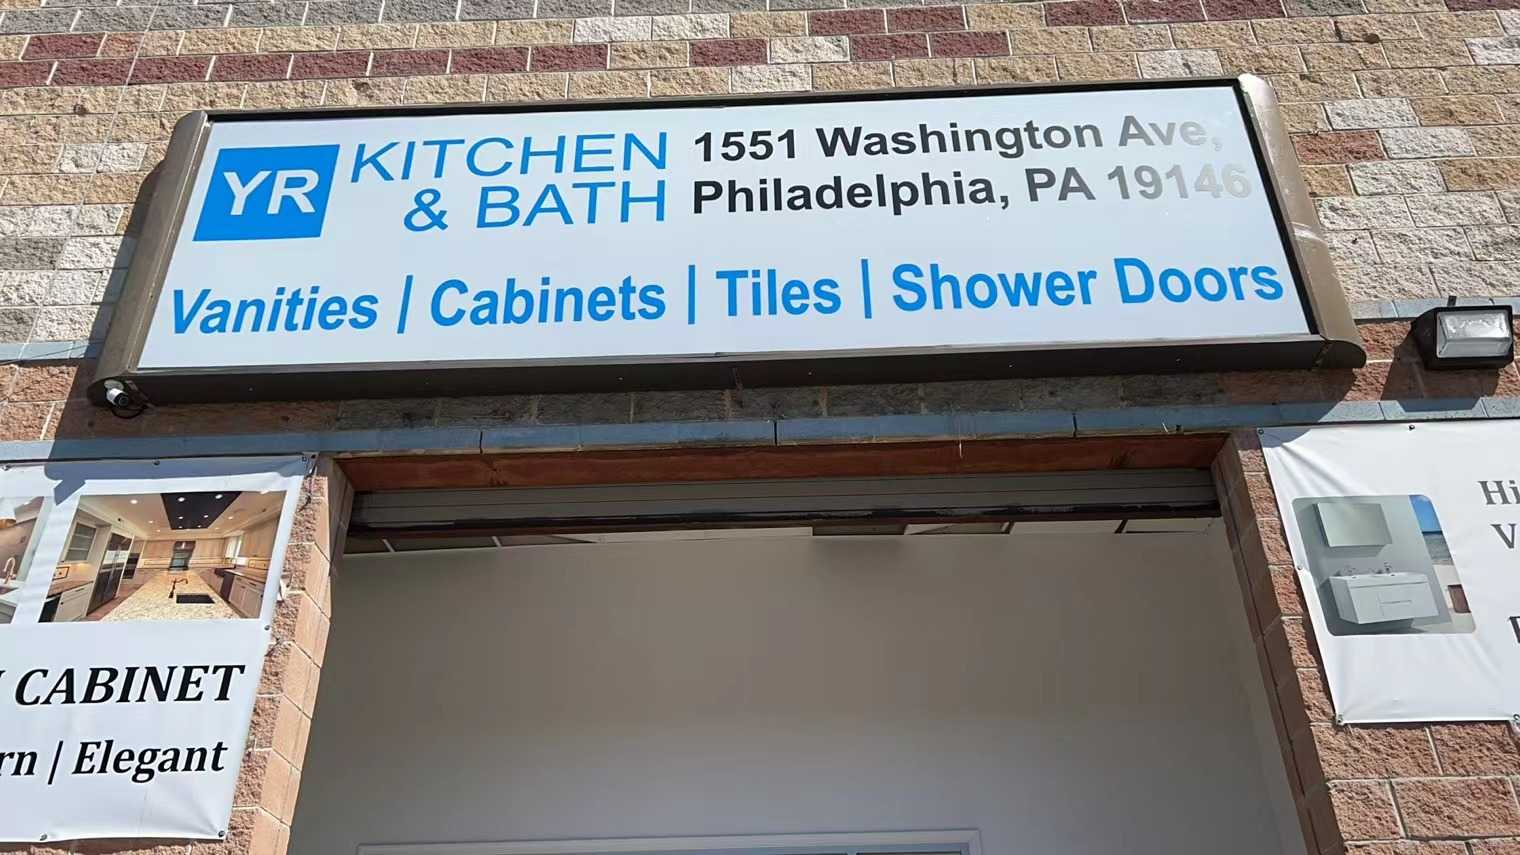 YR
KITCHEN
& BATH
1551 Washington Ave,
Philadelphia, PA 19146
Vanities | Cabinets | Tiles | Shower Doors
CABINET
rn | Elegant
Hi
V